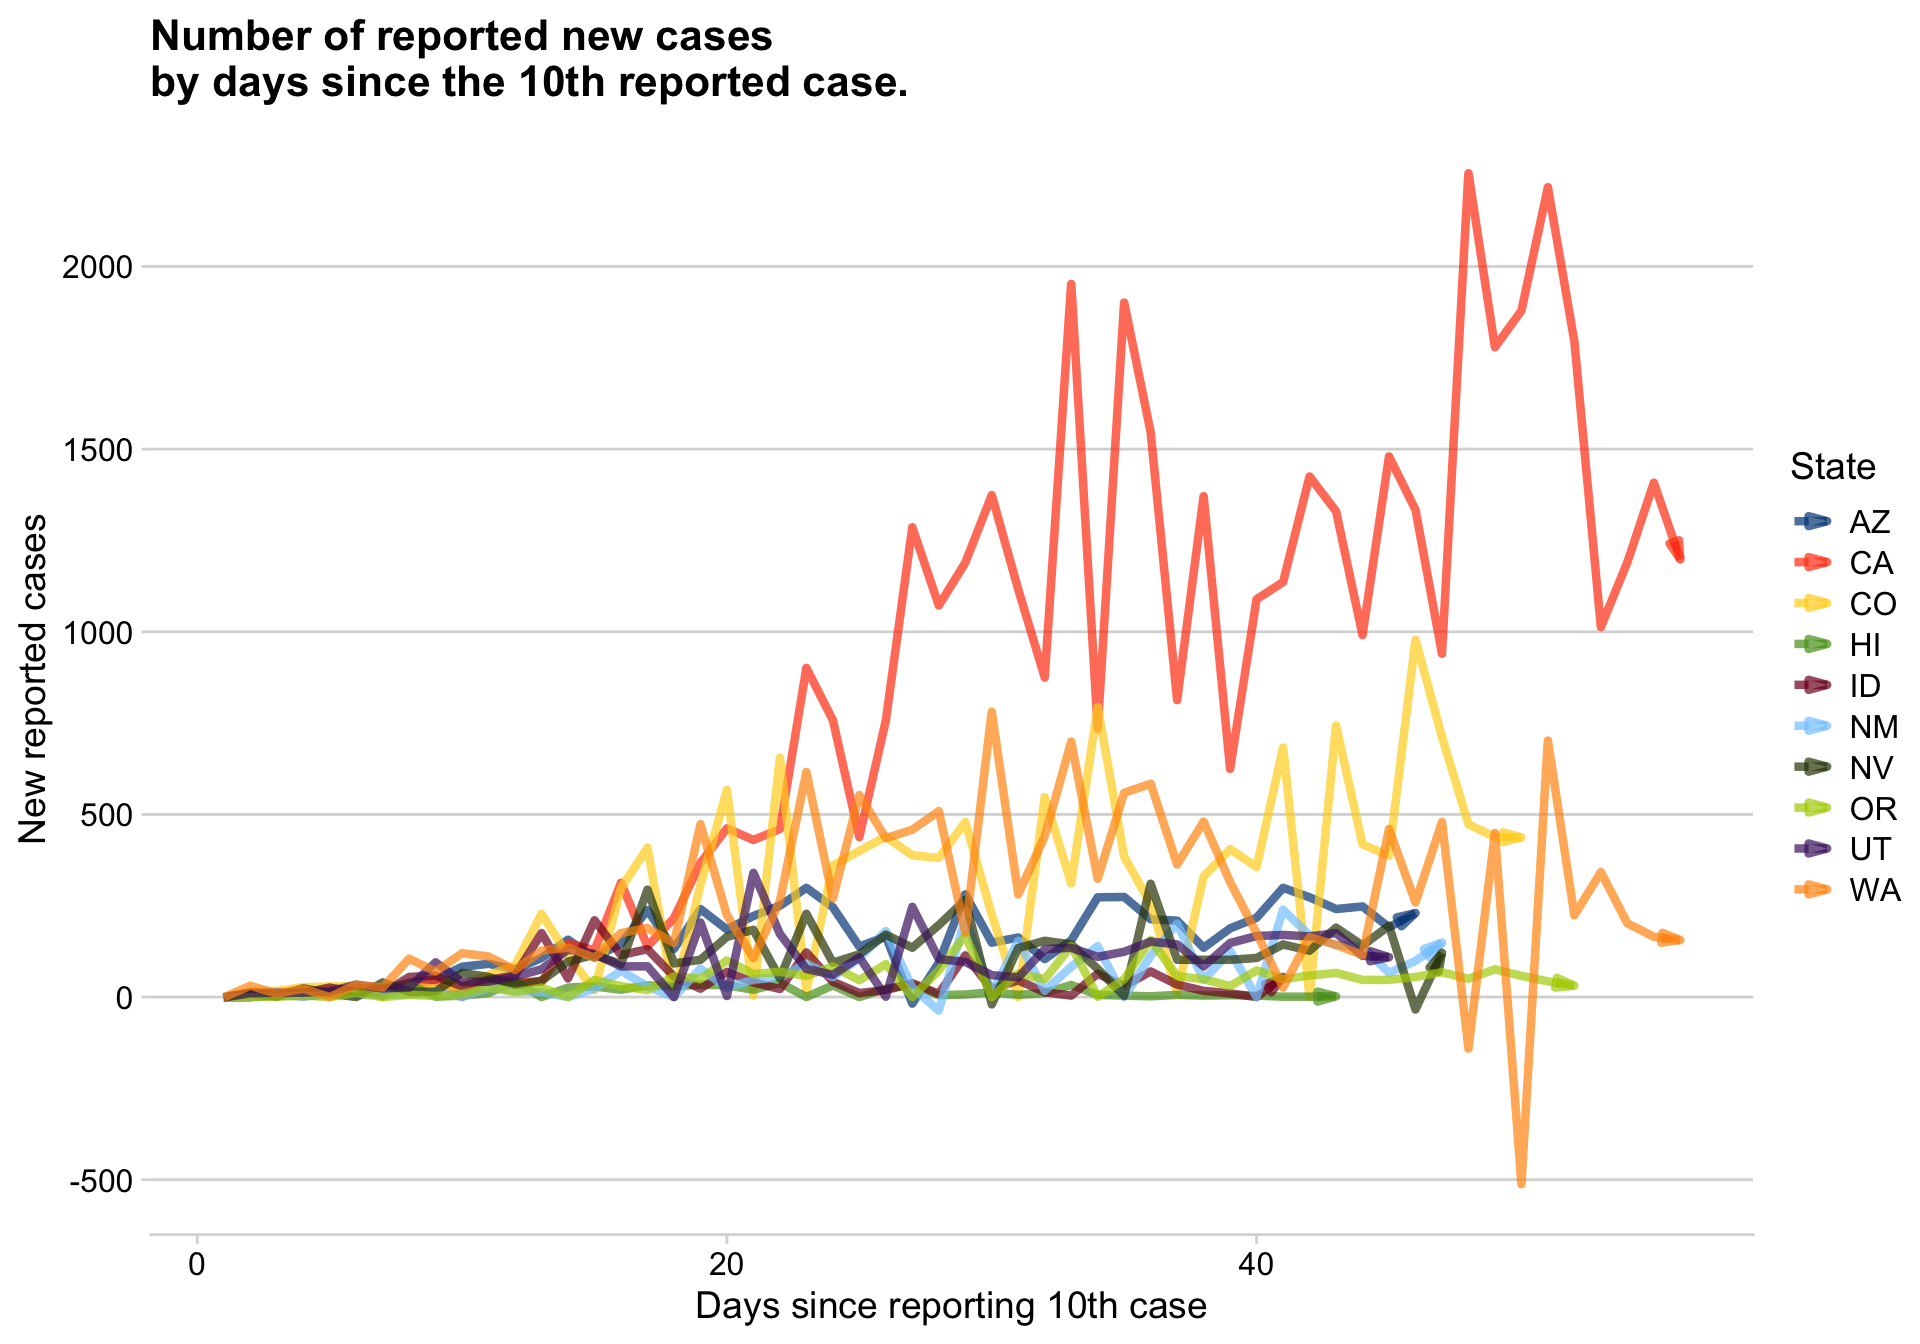 Number of reported new cases
by days since the 10th reported case.
2000
1500
1000
500
0
-500
New reported cases
0
20
40
Days since reporting 10th case
State
AZ
CA
CO
HI
ID
NM
NV
OR
UT
WA